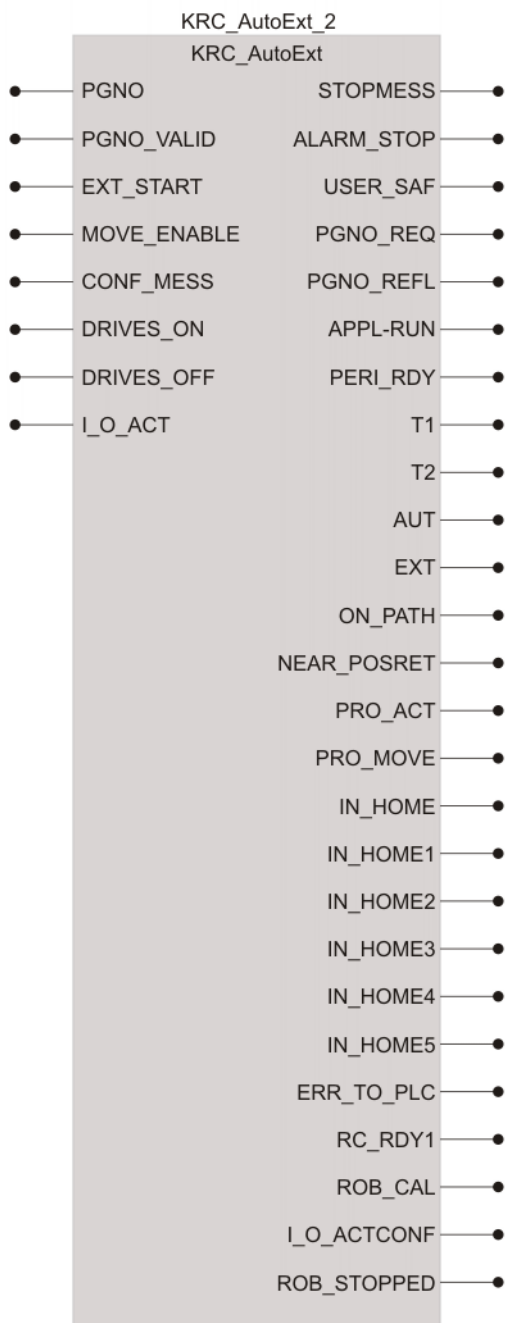 KRC_AutoExt_2
KRC_AutoExt
PGNO STOPMESS
PGNO_VALID ALARM_STOP
EXT_START USER_SAF
MOVE_ENABLE PGNO_REQ
CONF_MESS PGNO_REFL
DRIVES_ON APPL-RUN
DRIVES_OFF PERI_RDY
I_O_ACT T1
T2
AUT
EXT
ON_PATH
NEAR_POSRET
PRO_ACT
PRO_MOVE
IN_HOME
IN_HOME1
IN_HOME2
IN_HOME3
IN_HOME4
IN_HOME5
ERR_TO_PLC
RC_RDY1
ROB_CAL
I_O_ACTCONF
ROB_STOPPED